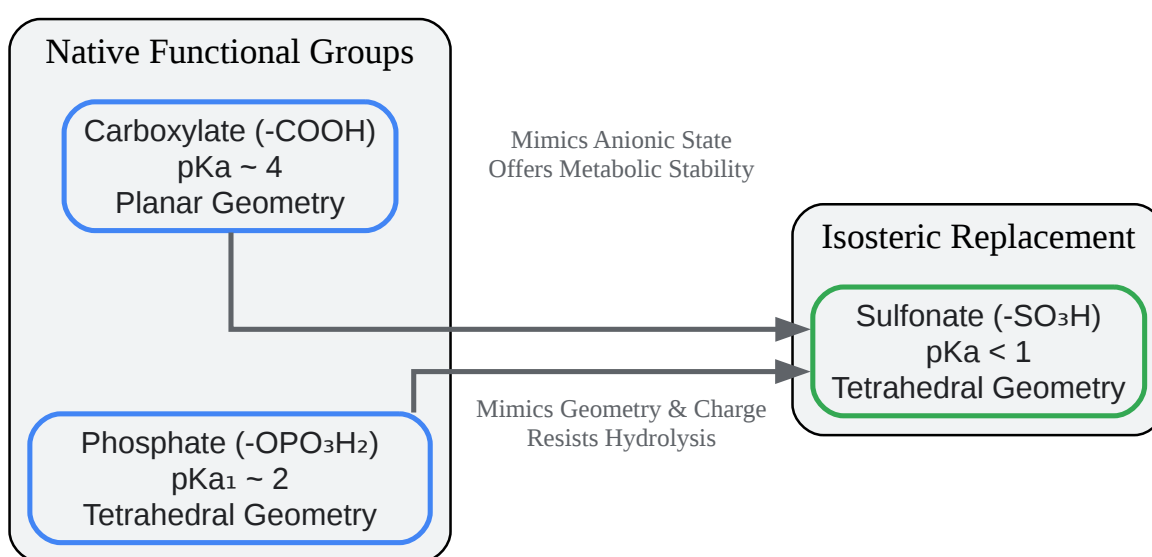 Native Functional Groups
Carboxylate (-COOH)
pKa ~ 4
Planar Geometry
Mimics Anionic State
Offers Metabolic Stability
Isosteric Replacement
Sulfonate (-SO₃H)
pKa < 1
Tetrahedral Geometry
Mimics Geometry & Charge
Resists Hydrolysis
Phosphate (-OPO₃H₂)
pKa₁ ~ 2
Tetrahedral Geometry